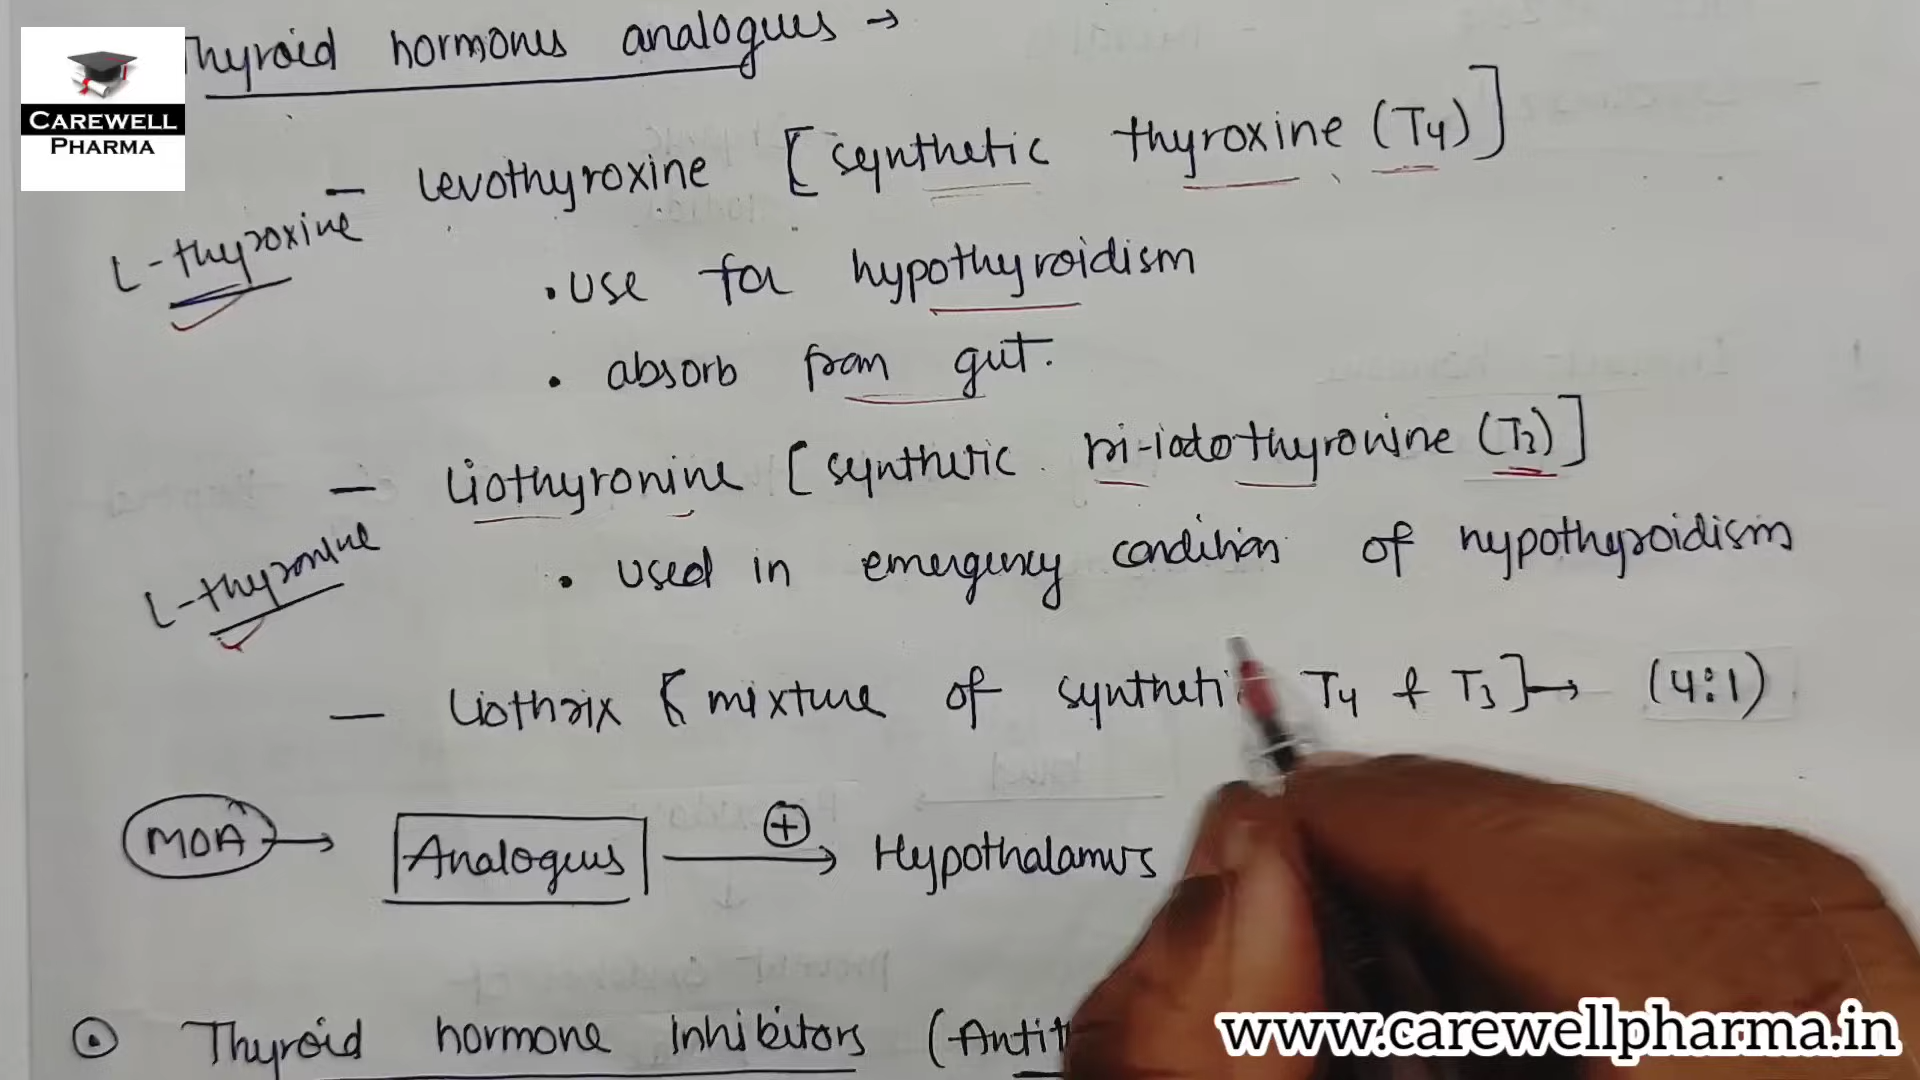 CAREWELL
PHARMA
Thyroid hormones analogues →
- Levothyroxine [synthetic thyroxine (T4)]
L-thyroxine
• use for hypothyroidism
• absorb from gut.
- Liothyronine [synthetic tri-iodothyronine (T3)]
L-thyronine
• used in emergency condition of hypothyroidism
- Liothrix [mixture of synthetic T4 & T3] → (4:1)
MOA → Analogues + → Hypothalamus
Thyroid hormone Inhibitors (Antit
www.carewellpharma.in